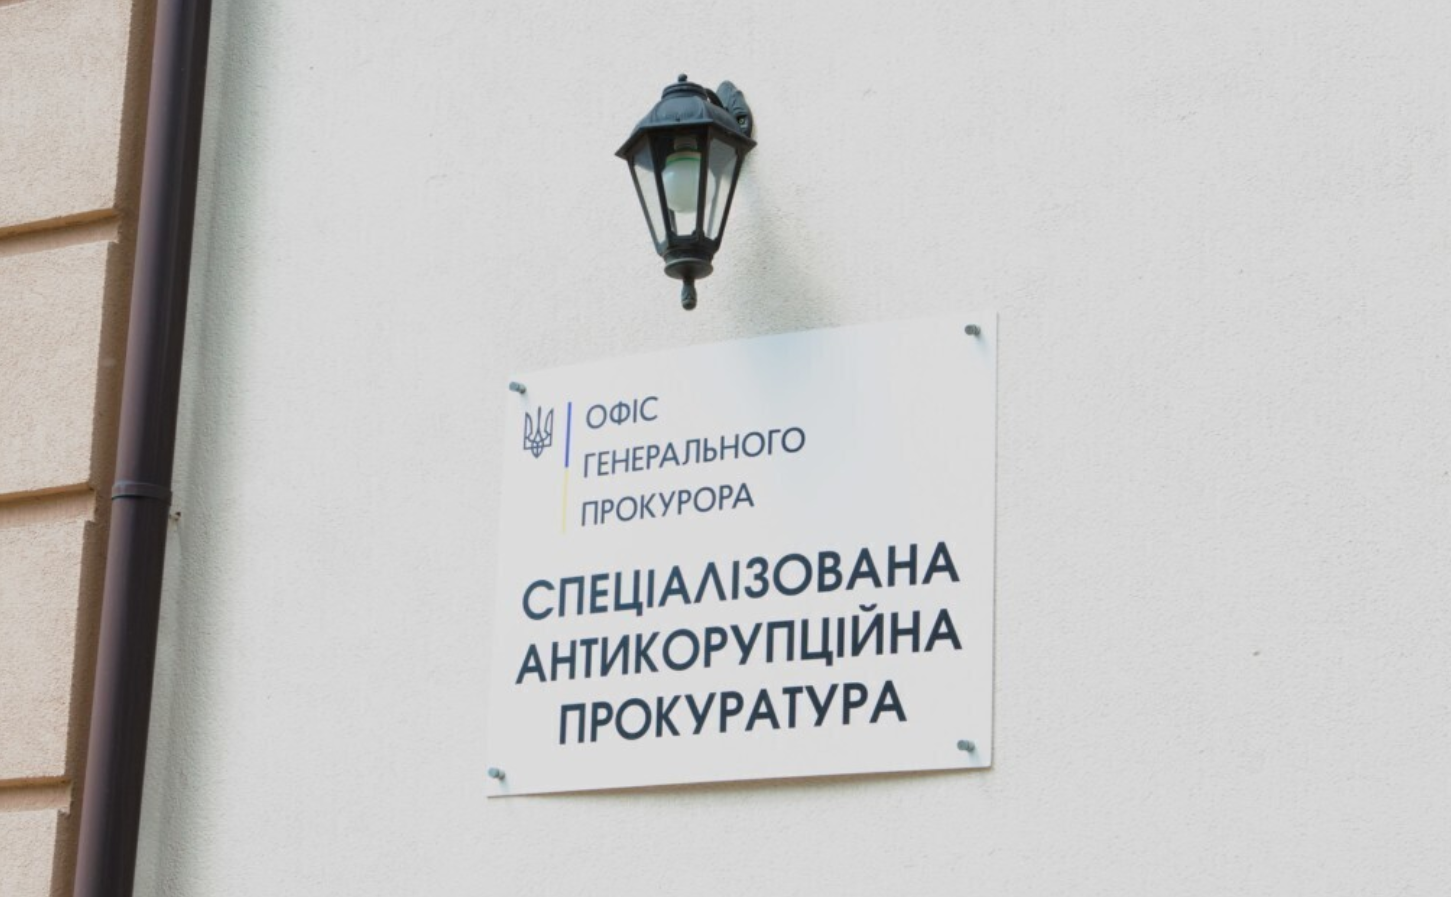 ОФІС
ГЕНЕРАЛЬНОГО
ПРОКУРОРА
СПЕЦІАЛІЗОВАНА
АНТИКОРУПЦІЙНА
ПРОКУРАТУРА